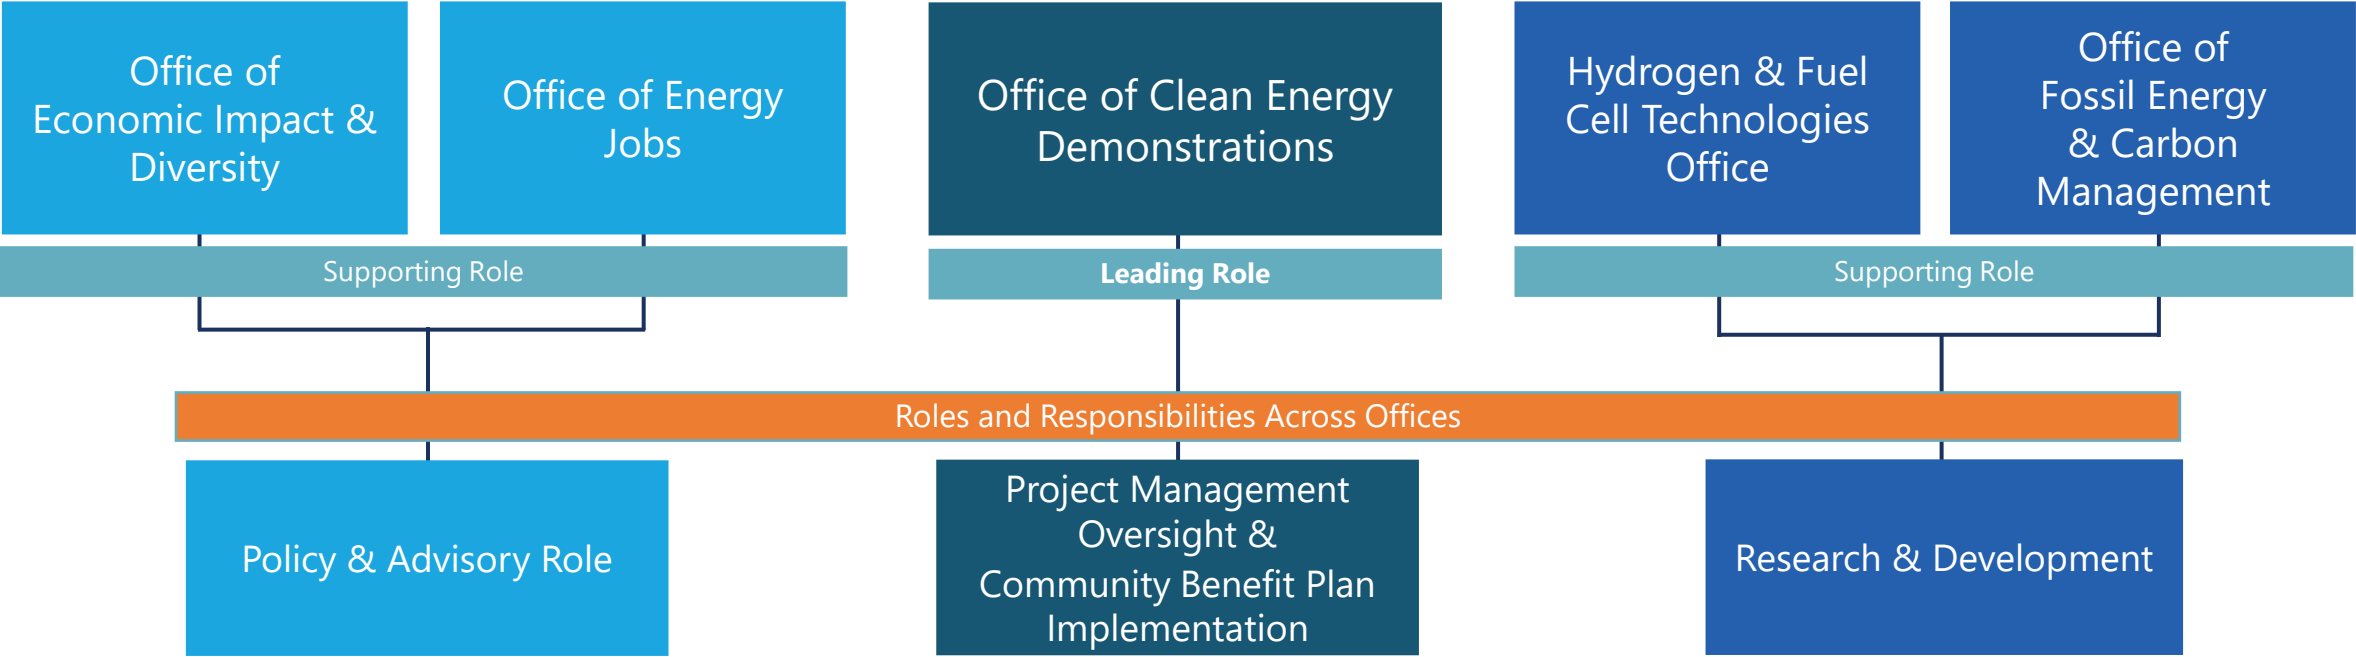 Office of
Economic Impact &
Diversity
Office of Energy
Jobs
Office of Clean Energy
Demonstrations
Hydrogen & Fuel
Cell Technologies
Office
Office of
Fossil Energy
& Carbon
Management
Supporting Role
Leading Role
Supporting Role
Roles and Responsibilities Across Offices
Policy & Advisory Role
Project Management
Oversight &
Community Benefit Plan
Implementation
Research & Development